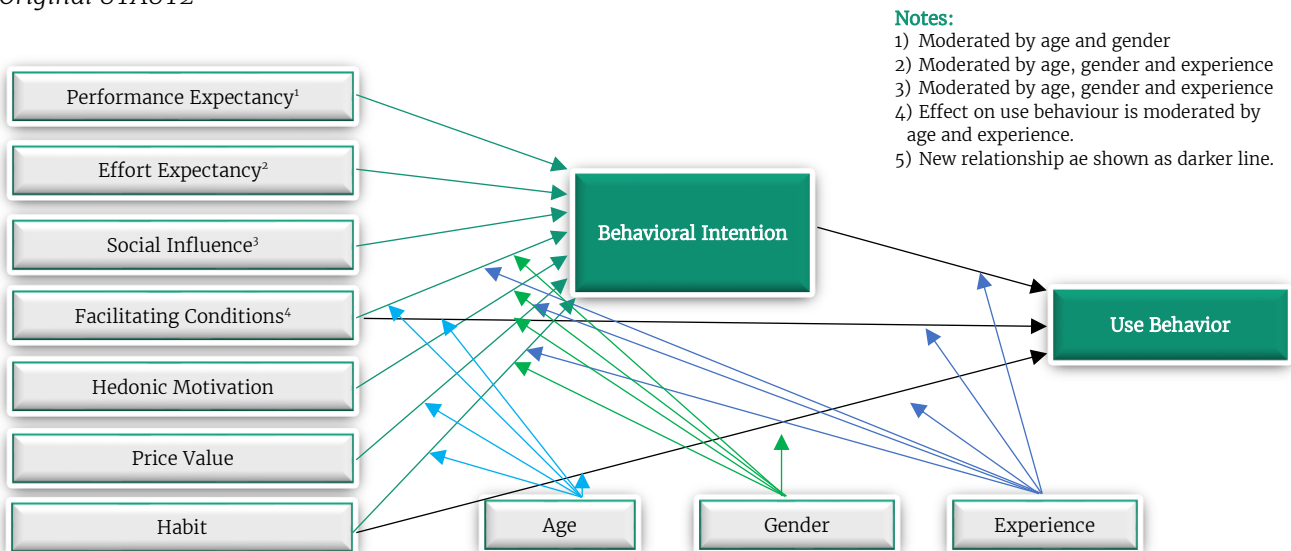 Original UTAUT2
Notes:
1) Moderated by age and gender
2) Moderated by age, gender and experience
3) Moderated by age, gender and experience
4) Effect on use behaviour is moderated by
age and experience.
5) New relationship ae shown as darker line.
Performance Expectancy¹
Effort Expectancy²
Social Influence³
Facilitating Conditions⁴
Hedonic Motivation
Price Value
Habit
Behavioral Intention
Use Behavior
Age
Gender
Experience